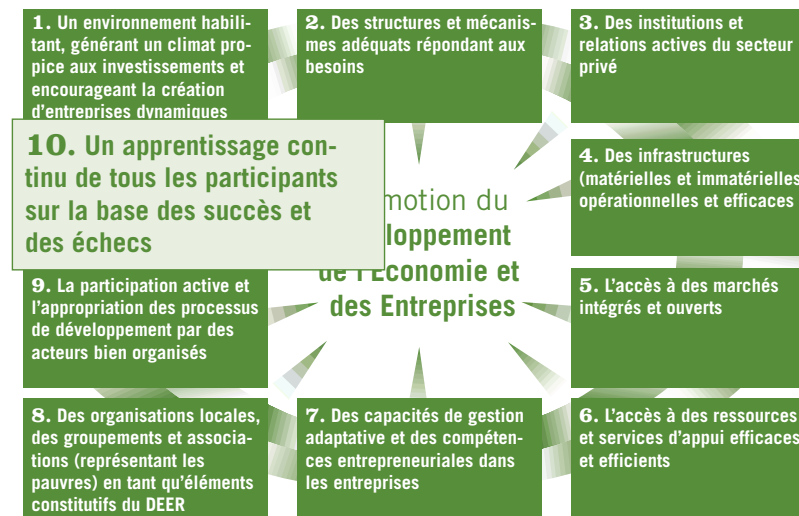 1. Un environnement habili-
tant, générant un climat pro-
pice aux investissements et
encourageant la création
d'entreprises dynamiques
2. Des structures et mécanis-
mes adéquats répondant aux
besoins
3. Des institutions et
relations actives du secteur
privé
10. Un apprentissage con-
tinu de tous les participants
sur la base des succès et
des échecs
4. Des infrastructures
(matérielles et immatérielles
opérationnelles et efficaces
motion du
loppement
de l'Economie et
des Entreprises
9. La participation active et
l'appropriation des processus
de développement par des
acteurs bien organisés
5. L'accès à des marchés
intégrés et ouverts
8. Des organisations locales,
des groupements et associa-
tions (représentant les
pauvres) en tant qu'éléments
constitutifs du DEER
7. Des capacités de gestion
adaptative et des compéten-
ces entrepreneuriales dans
les entreprises
6. L'accès à des ressources
et services d'appui efficaces
et efficients